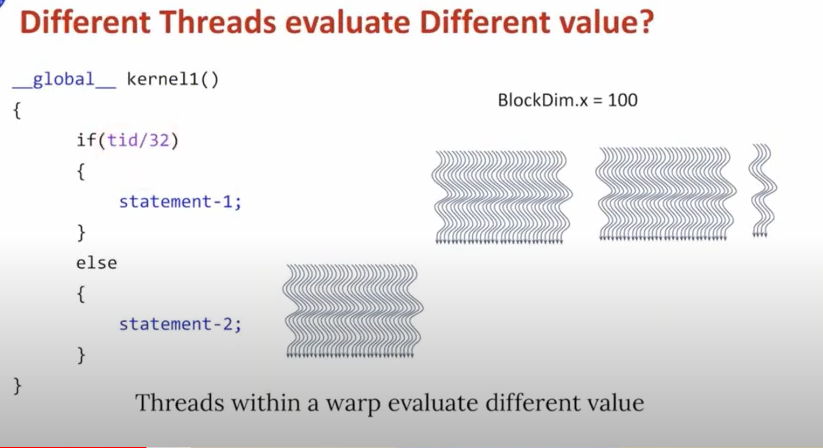 Different Threads evaluate Different value?
__global__ kernel1()
{
BlockDim.x = 100
if(tid/32)
{
statement-1;
}
else
{
statement-2;
}
}
Threads within a warp evaluate different value